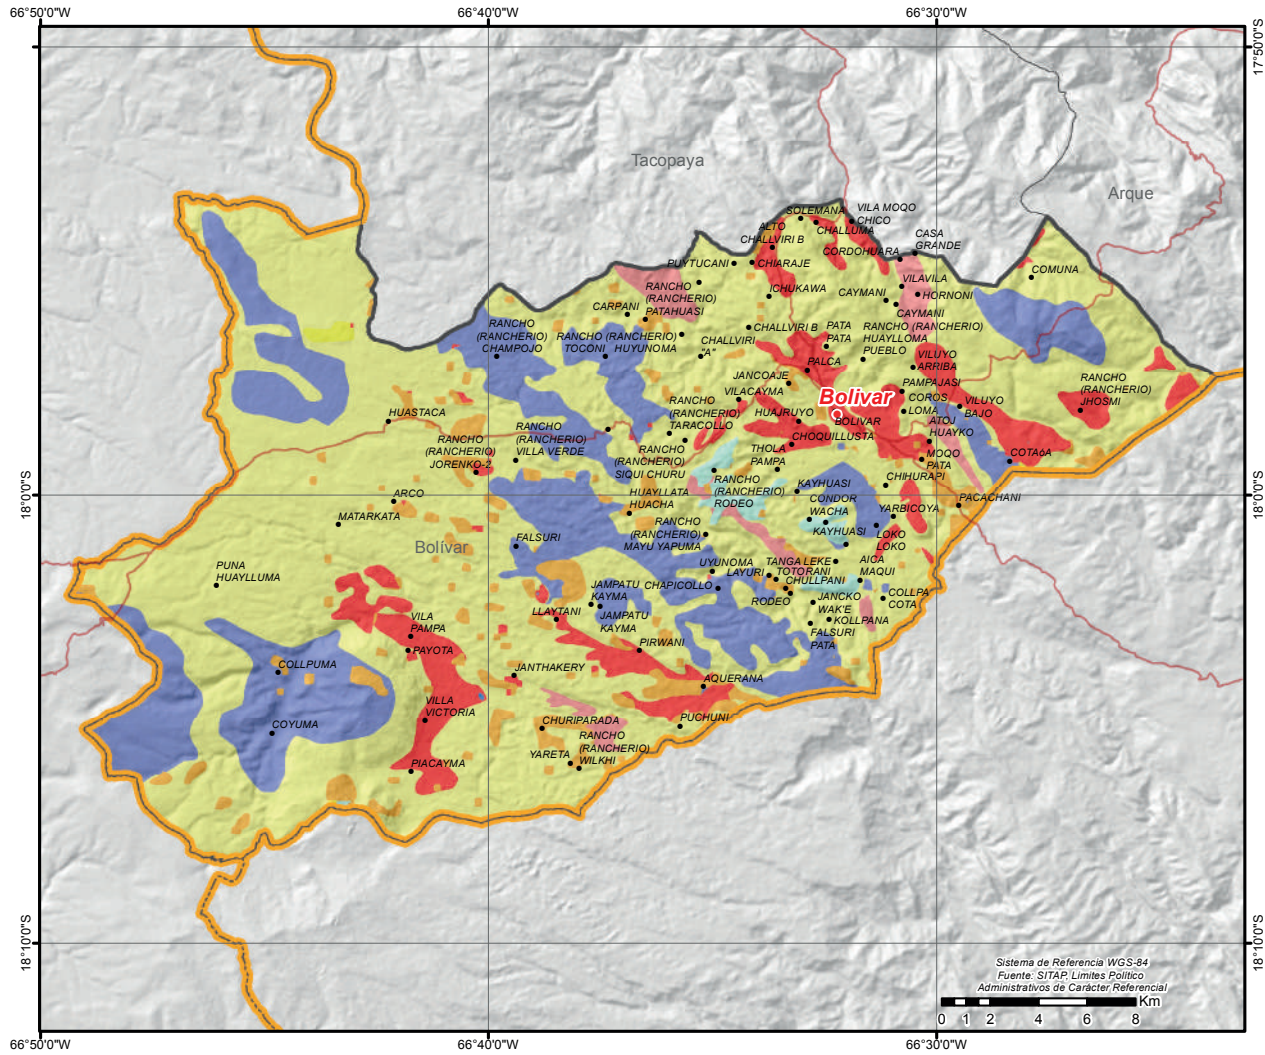 66°50'0"W
66°40'0"W
66°30'0"W
17°50'0"S
Tacopaya
Arque
SOLEMANA
VILA MOQO
CHICO
ALTO
CHALLVIRI B
CHALLUMA
CASA
GRANDE
CORDOHUARA
PUYTUCANI
CHIARAJE
COMUNA
RANCHO
(RANCHERIO)
PATAHUASI
ICHUKAWA
VILAVILA
CAYMANI
HORNONI
CARPANI
CAYMANI
RANCHO
(RANCHERIO)
CHAMPOJO
RANCHO (RANCHERIO)
TOCONI
HUYUNOMA
CHALLVIRI B
CHALLVIRI
"A"
PATA
PATA
RANCHO (RANCHERIO)
HUAYLLOMA
PUEBLO
PALCA
VILUYO
ARRIBA
JANCOAJE
RANCHO
(RANCHERIO)
JHOSMI
VILACAYMA
Bolivar
PAMPAJASI
COROS
LOMA
VILUYO
BAJO
HUASTACA
RANCHO
(RANCHERIO)
TARACOLLO
HUAJRUYO
BOLIVAR
ATOJ
HUAYKO
RANCHO
(RANCHERIO)
VILLA VERDE
RANCHO
(RANCHERIO)
JORENKO-2
CHOQUILLUSTA
RANCHO
(RANCHERIO)
SIQUI CHURU
THOLA
PAMPA
MOQO
PATA
COTA6A
CHIHURAPI
RANCHO
(RANCHERIO)
RODEO
KAYHUASI
ARCO
HUAYLLATA
HUACHA
CONDOR
WACHA
PACACHANI
YARBICOYA
18°0'0"S
18°0'0"S
MATARKATA
RANCHO
(RANCHERIO)
MAYU YAPUMA
KAYHUASI
LOKO
LOKO
FALSURI
Bolívar
PUNA
HUAYLLUMA
UYUNOMA
TANGA LEKE
LAYURI
TOTORANI
AICA
MAQUI
JAMPATU
KAYMA
CHAPICOLLO
CHULLPANI
RODEO
JANCKO
WAK'E
COLLPA
COTA
LLAYTANI
JAMPATU
KAYMA
KOLLPANA
VILA
PAMPA
FALSURI
PATA
PAYOTA
PIRWANI
COLLPUMA
JANTHAKERY
AQUERANA
VILLA
VICTORIA
COYUMA
CHURIPARADA
PUCHUNI
RANCHO
(RANCHERIO)
WILKHI
YARETA
PIACAYMA
18°10'0"S
18°10'0"S
Sistema de Referencia WGS-84
Fuente: SITAP, Limites Político
Administrativos de Carácter Referencial
Km
0 1 2 4 6 8
66°50'0"W
66°40'0"W
66°30'0"W